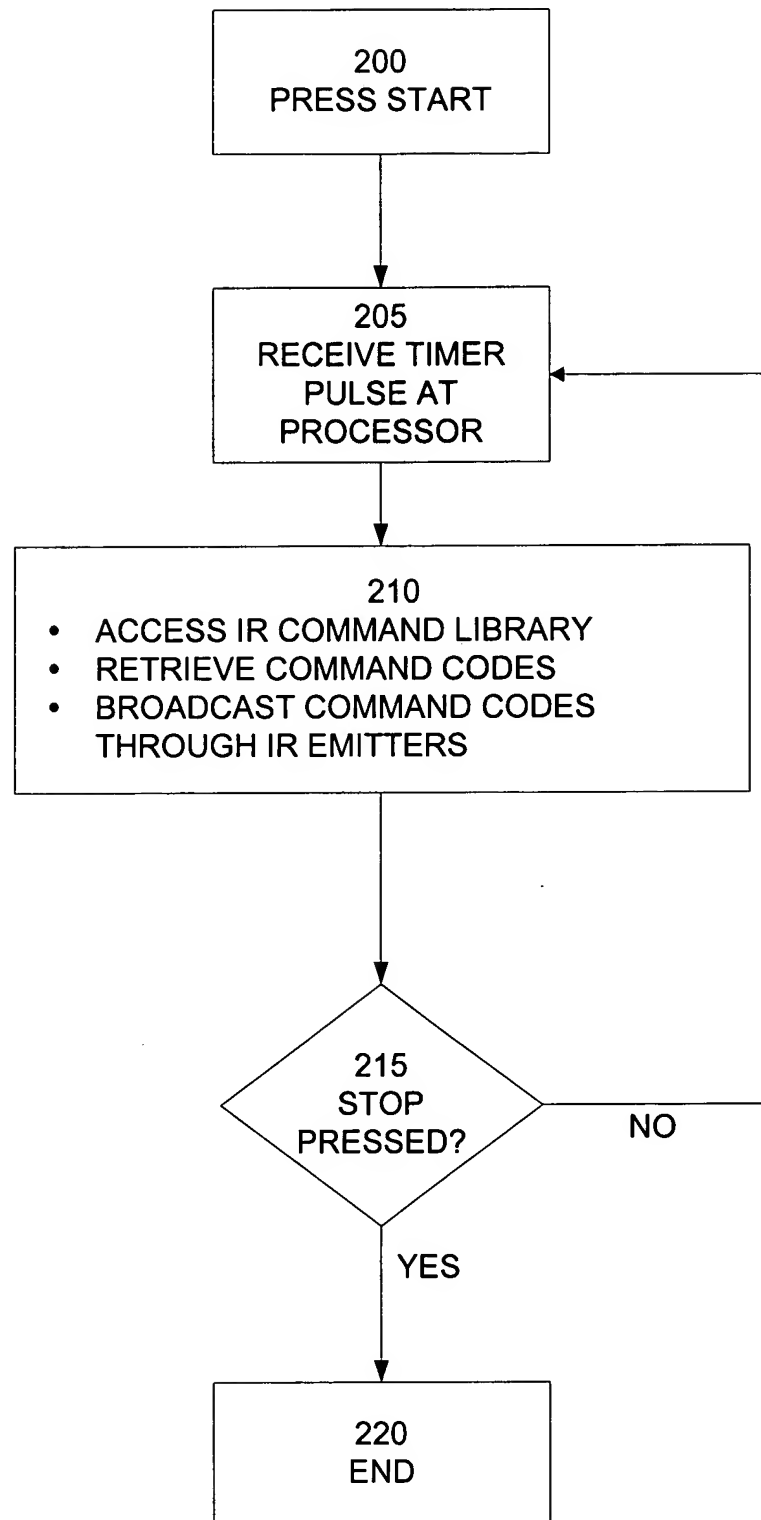 200
PRESS START
205
RECEIVE TIMER
PULSE AT
PROCESSOR
210
• ACCESS IR COMMAND LIBRARY
• RETRIEVE COMMAND CODES
• BROADCAST COMMAND CODES
THROUGH IR EMITTERS
215
STOP
PRESSED?
NO
YES
220
END